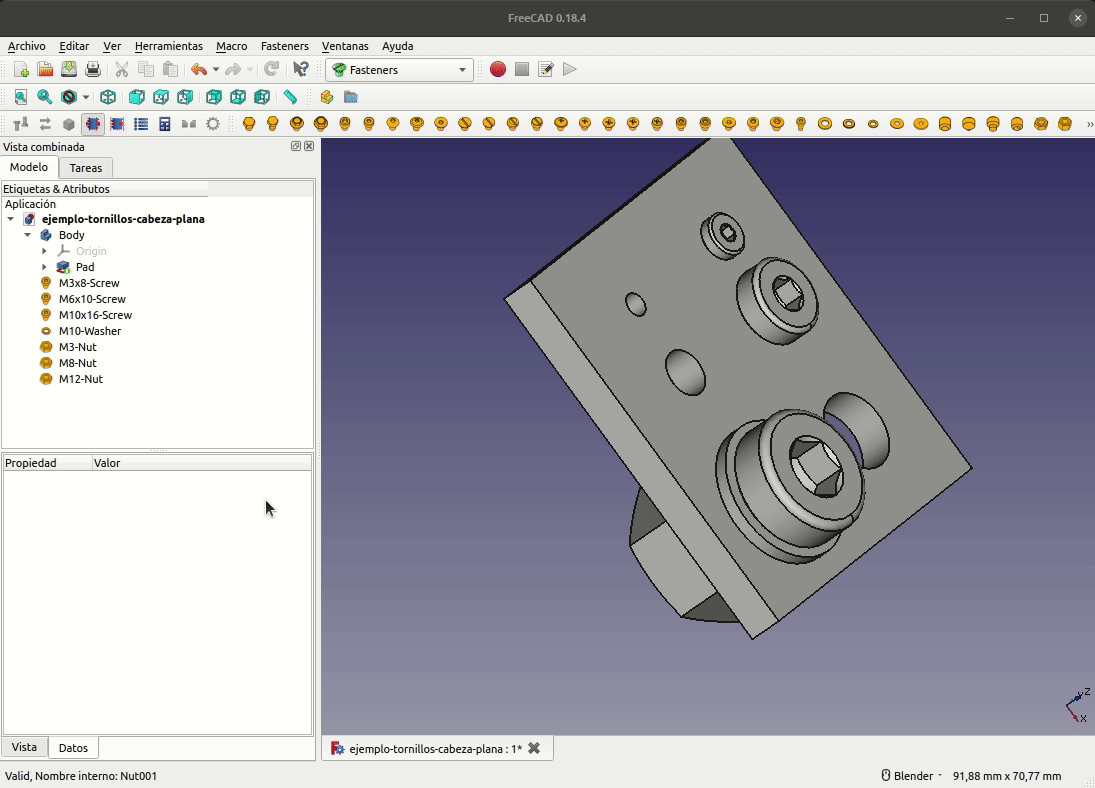 FreeCAD 0.18.4
Archivo Editar Ver Herramientas Macro Fasteners Ventanas Ayuda
Fasteners
»
Vista combinada
Modelo Tareas
Etiquetas & Atributos
Aplicación
ejemplo-tornillos-cabeza-plana
Body
Origin
Pad
M3x8-Screw
M6x10-Screw
M10x16-Screw
M10-Washer
M3-Nut
M8-Nut
M12-Nut
Propiedad Valor
Z
X
Vista Datos
ejemplo-tornillos-cabeza-plana : 1*
Valid, Nombre interno: Nut001
Blender
91,88 mm x 70,77 mm